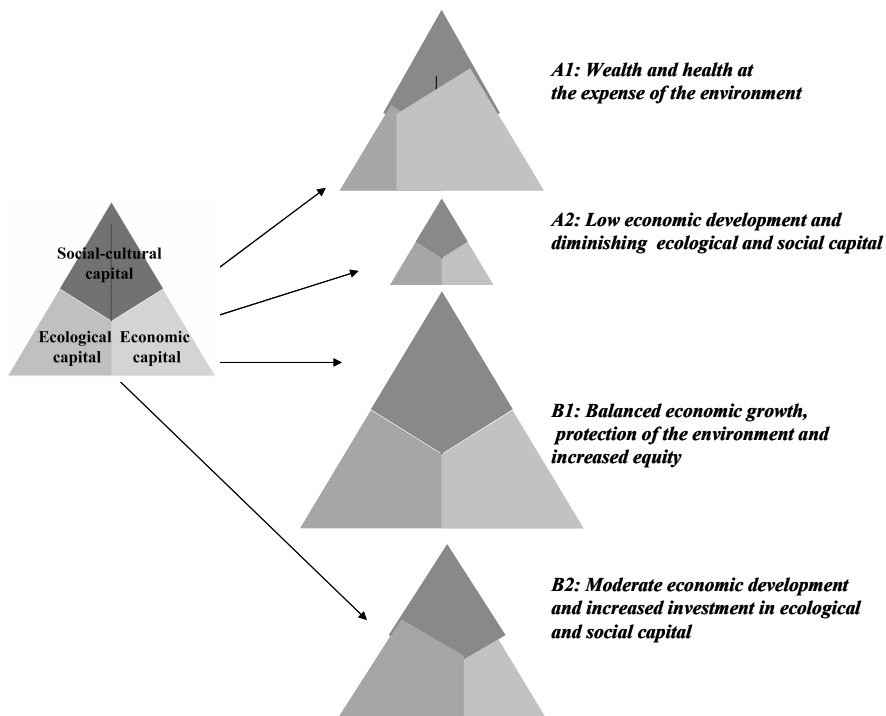 A1: Wealth and health at
the expense of the environment
A2: Low economic development and
diminishing ecological and social capital
Social-cultural
capital
Ecological
capital
Economic
capital
B1: Balanced economic growth,
protection of the environment and
increased equity
B2: Moderate economic development
and increased investment in ecological
and social capital